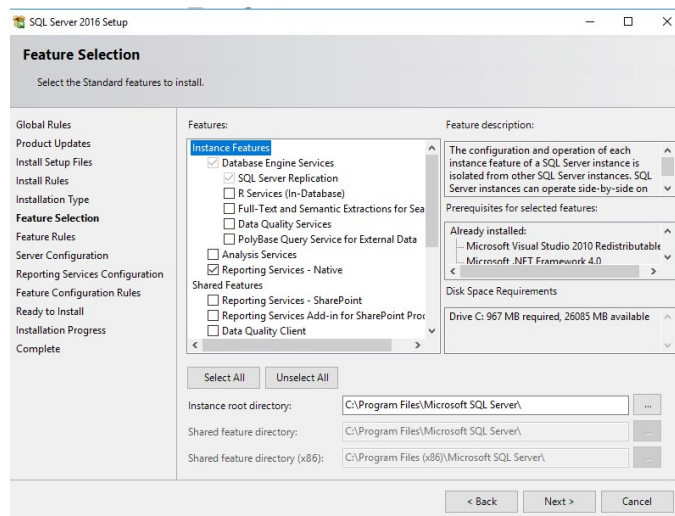 SQL Server 2016 Setup
Feature Selection
Select the Standard features to install.
Global Rules
Product Updates
Install Setup Files
Install Rules
Installation Type
Feature Selection
Feature Rules
Server Configuration
Reporting Services Configuration
Feature Configuration Rules
Ready to Install
Installation Progress
Complete
Features:
Instance Features
Database Engine Services
SQL Server Replication
R Services (In-Database)
Full-Text and Semantic Extractions for Sea
Data Quality Services
PolyBase Query Service for External Data
Analysis Services
Reporting Services - Native
Shared Features
Reporting Services - SharePoint
Reporting Services Add-in for SharePoint Proc
Data Quality Client
Feature description:
The configuration and operation of each
instance feature of a SQL Server instance is
isolated from other SQL Server instances. SQL
Server instances can operate side-by-side on
Prerequisites for selected features:
Already installed:
Microsoft Visual Studio 2010 Redistributable
Microsoft .NET Framework 4.0
Disk Space Requirements
Drive C: 967 MB required, 26085 MB available
Select All
Unselect All
Instance root directory:
C:\Program Files\Microsoft SQL Server\
...
Shared feature directory:
C:\Program Files\Microsoft SQL Server\
...
Shared feature directory (x86):
C:\Program Files (x86)\Microsoft SQL Server\
...
< Back
Next >
Cancel